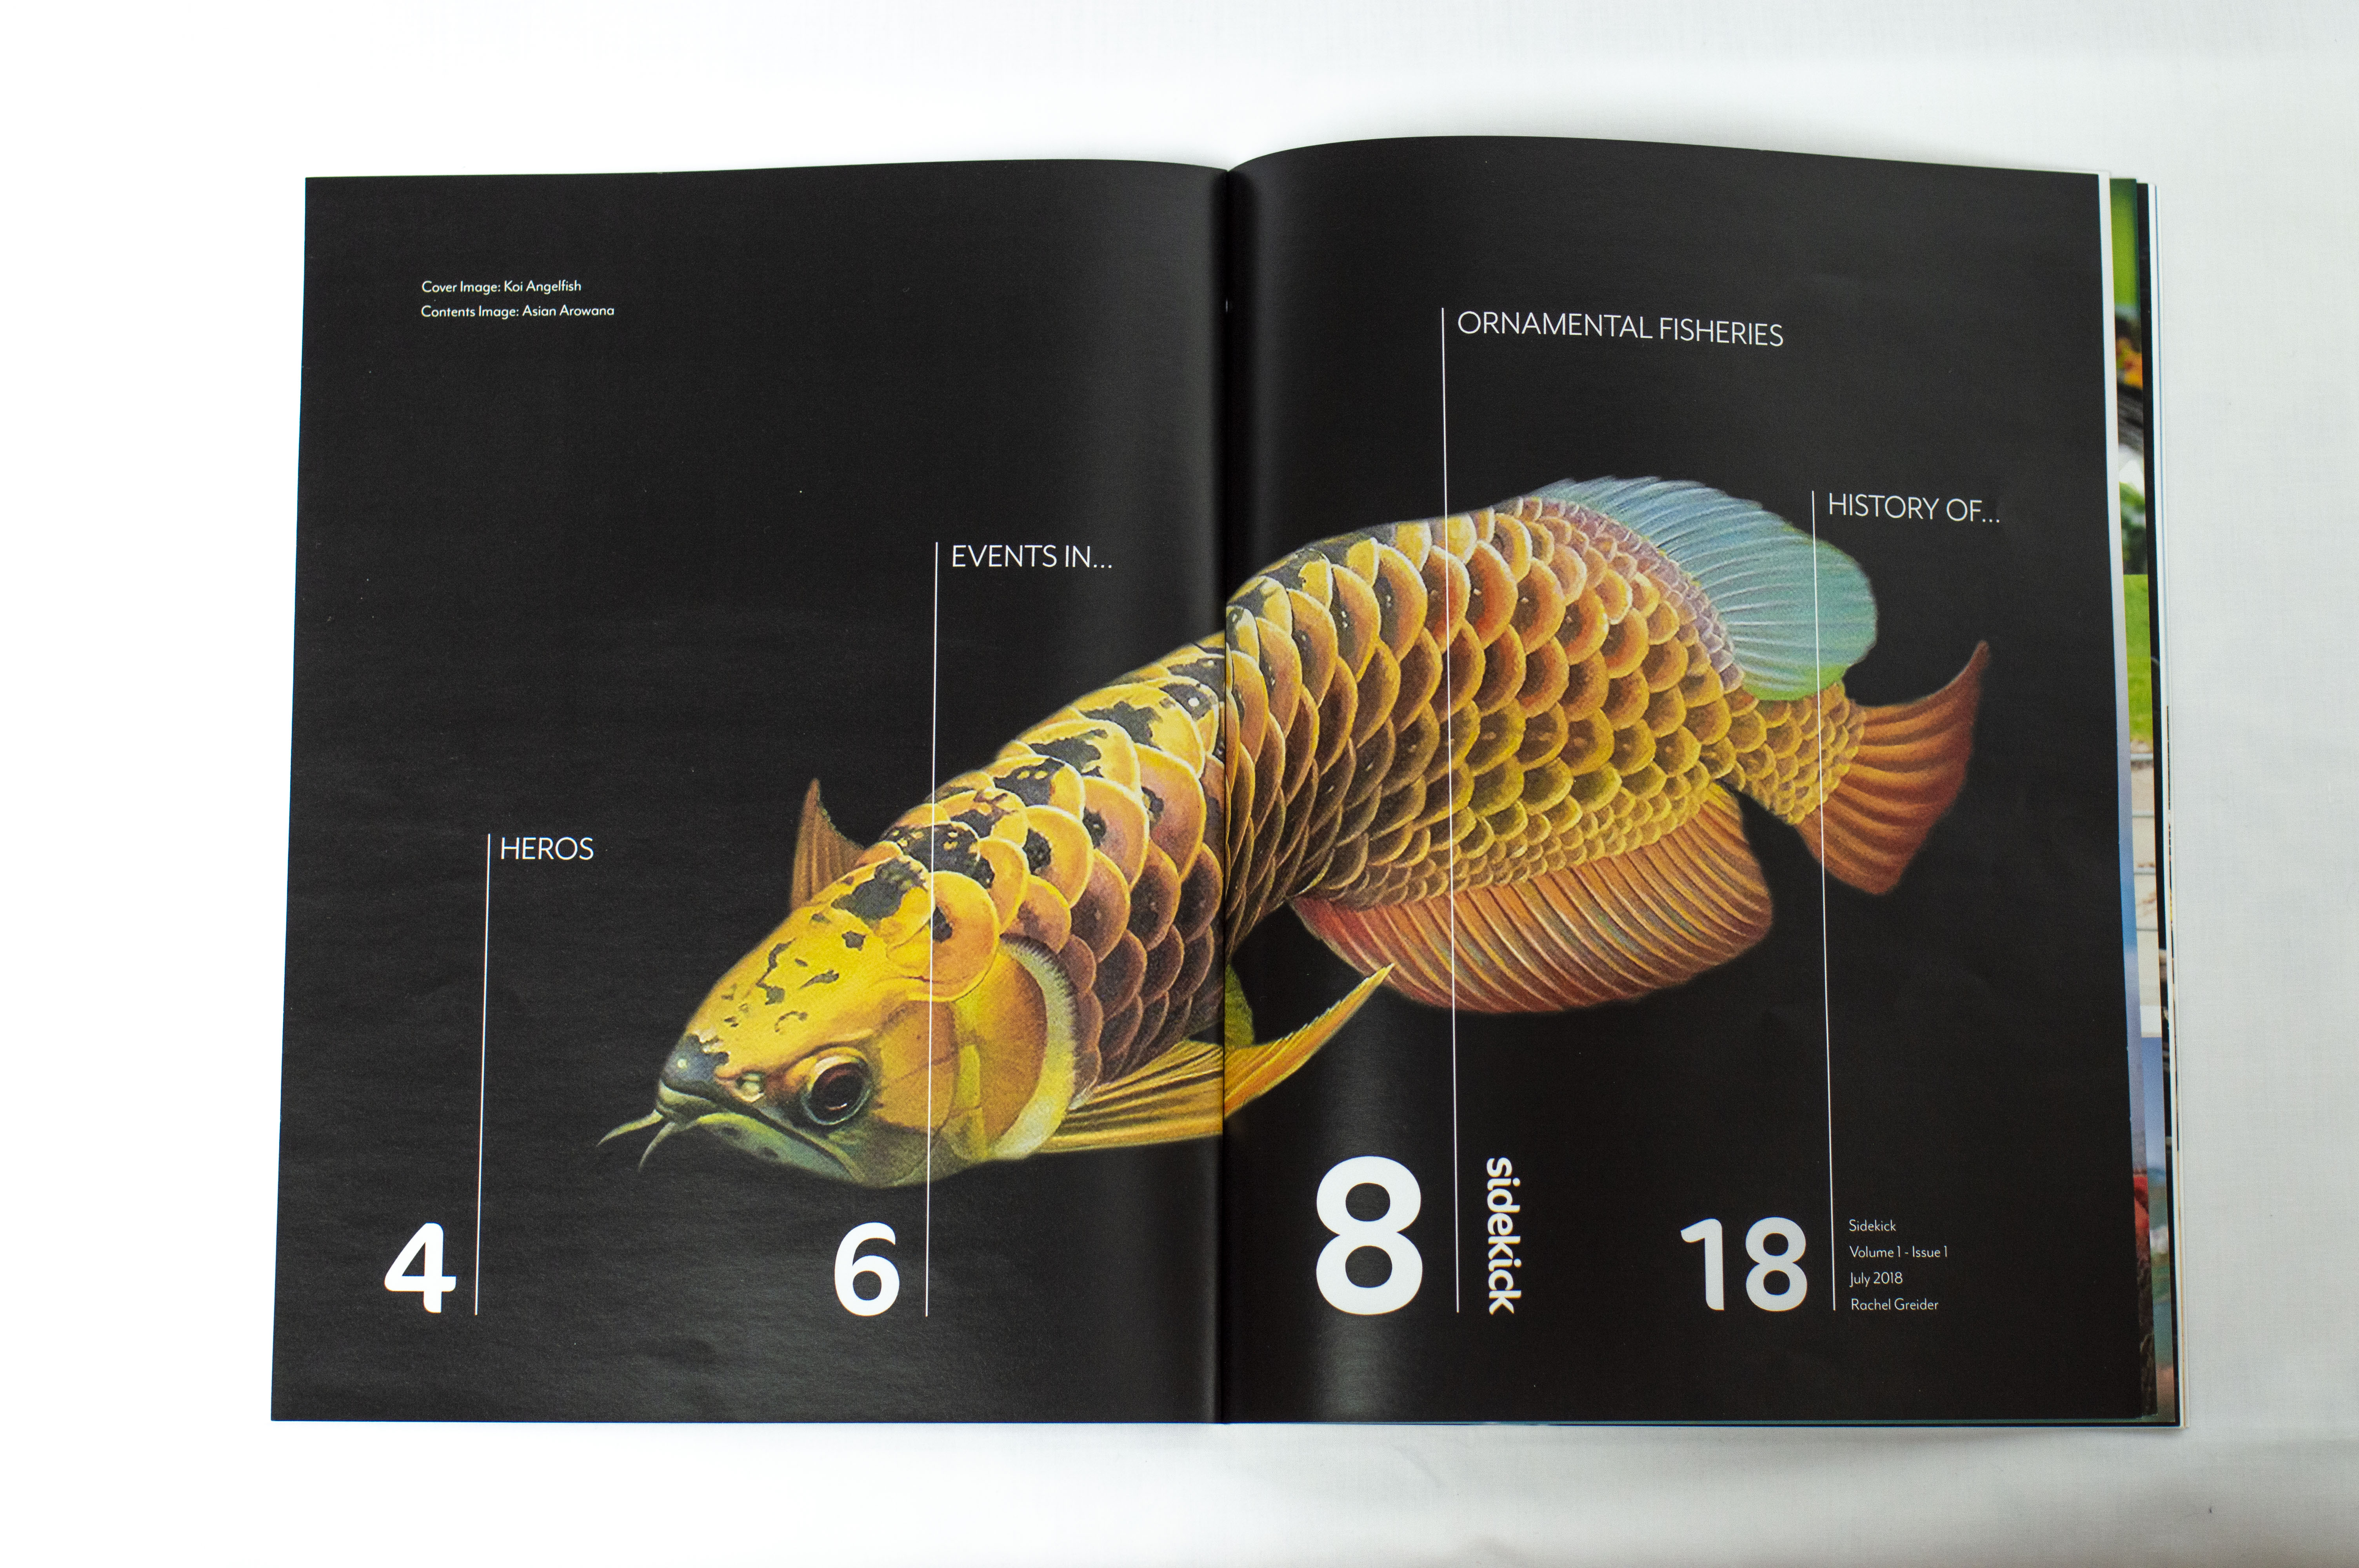 Cover Image: Koi Angelfish
Contents Image: Asian Arowana
HEROS
4
EVENTS IN...
6
ORNAMENTAL FISHERIES
8
sidekick
HISTORY OF...
18
Sidekick
Volume 1 - Issue 1
July 2018
Rachel Greider